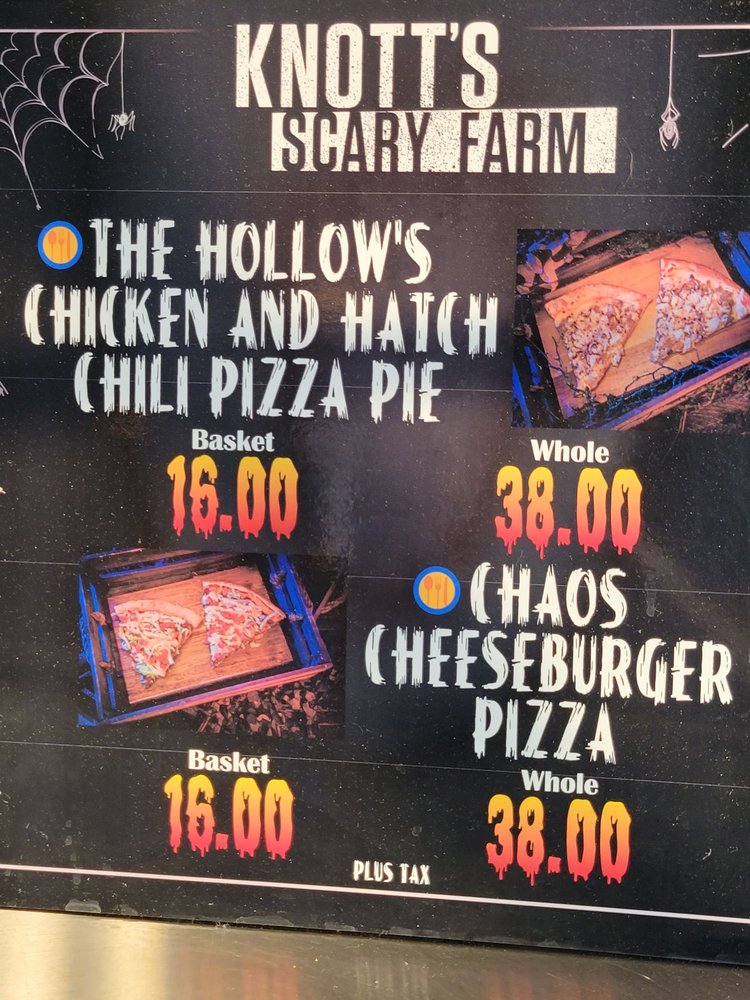 KNOTT'S
SCARY FARM
THE HOLLOW'S
CHICKEN AND HATCH
CHILI PIZZA PIE
Basket
16.00
Whole
38.00
CHAOS
CHEESEBURGER
PIZZA
Basket
16.00
Whole
38.00
PLUS TAX